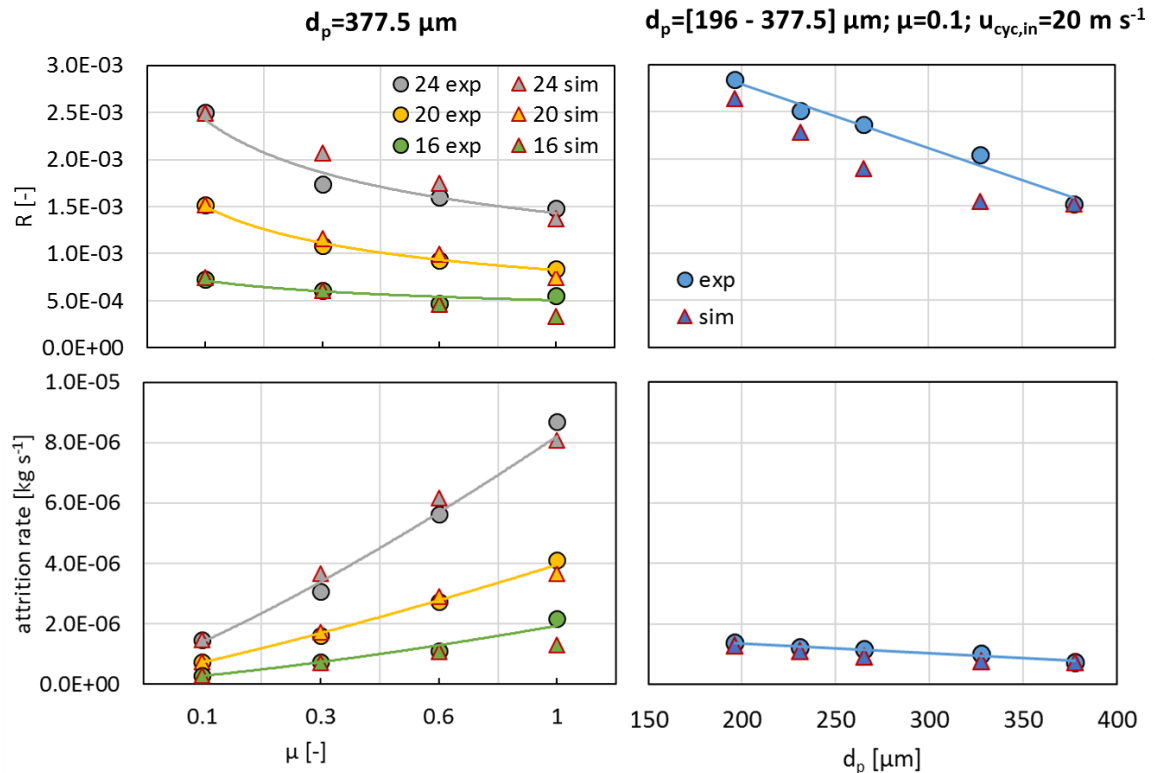 d_p=377.5 µm
d_p=[196 - 377.5] µm; µ=0.1; u_cyc,in=20 m s⁻¹
R [-]
3.0E-03
2.5E-03
2.0E-03
1.5E-03
1.0E-03
5.0E-04
0.0E+00
24 exp 24 sim
20 exp 20 sim
16 exp 16 sim
exp
sim
attrition rate [kg s⁻¹]
1.0E-05
8.0E-06
6.0E-06
4.0E-06
2.0E-06
0.0E+00
0.1 0.3 0.6 1
µ [-]
150 200 250 300 350 400
d_p [µm]